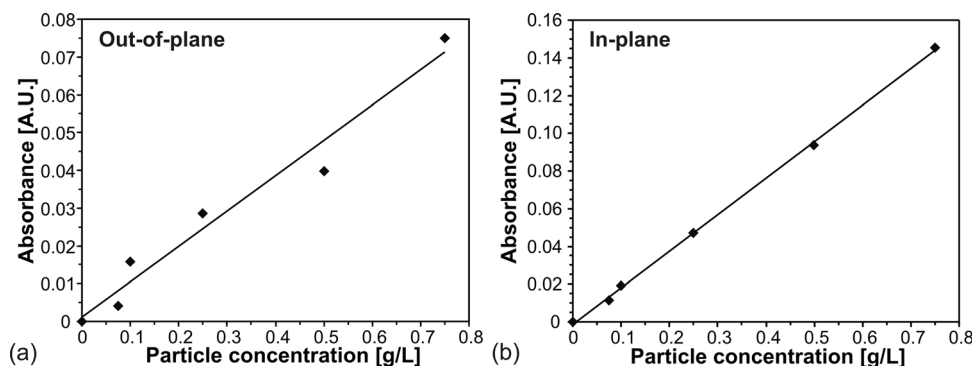 Out-of-plane
0.08
0.075
0.06
0.05
0.04
0.03
0.02
0.01
0
Absorbance [A.U.]
0 0.1 0.2 0.3 0.4 0.5 0.6 0.7 0.8
Particle concentration [g/L]
(a)
In-plane
0.16
0.14
0.12
0.10
0.08
0.06
0.04
0.02
0
Absorbance [A.U.]
0 0.1 0.2 0.3 0.4 0.5 0.6 0.7 0.8
Particle concentration [g/L]
(b)